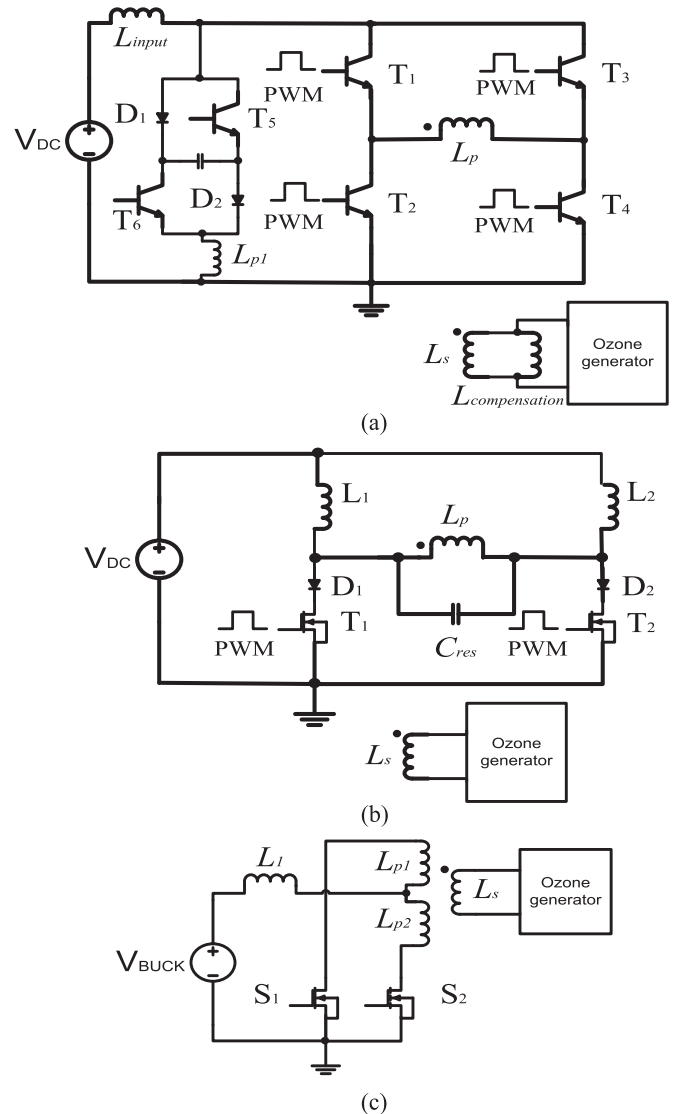 Linput
D1
T5
PWM
T1
PWM
T3
VDC
Lp
T6
D2
PWM
T2
PWM
T4
Lp1
Ls
Lcompensation
Ozone
generator
(a)
L1
L2
Lp
VDC
D1
D2
T1
T2
PWM
Cres
PWM
Ls
Ozone
generator
(b)
L1
Lp1
Ls
Ozone
generator
Lp2
VBUCK
S1
S2
(c)